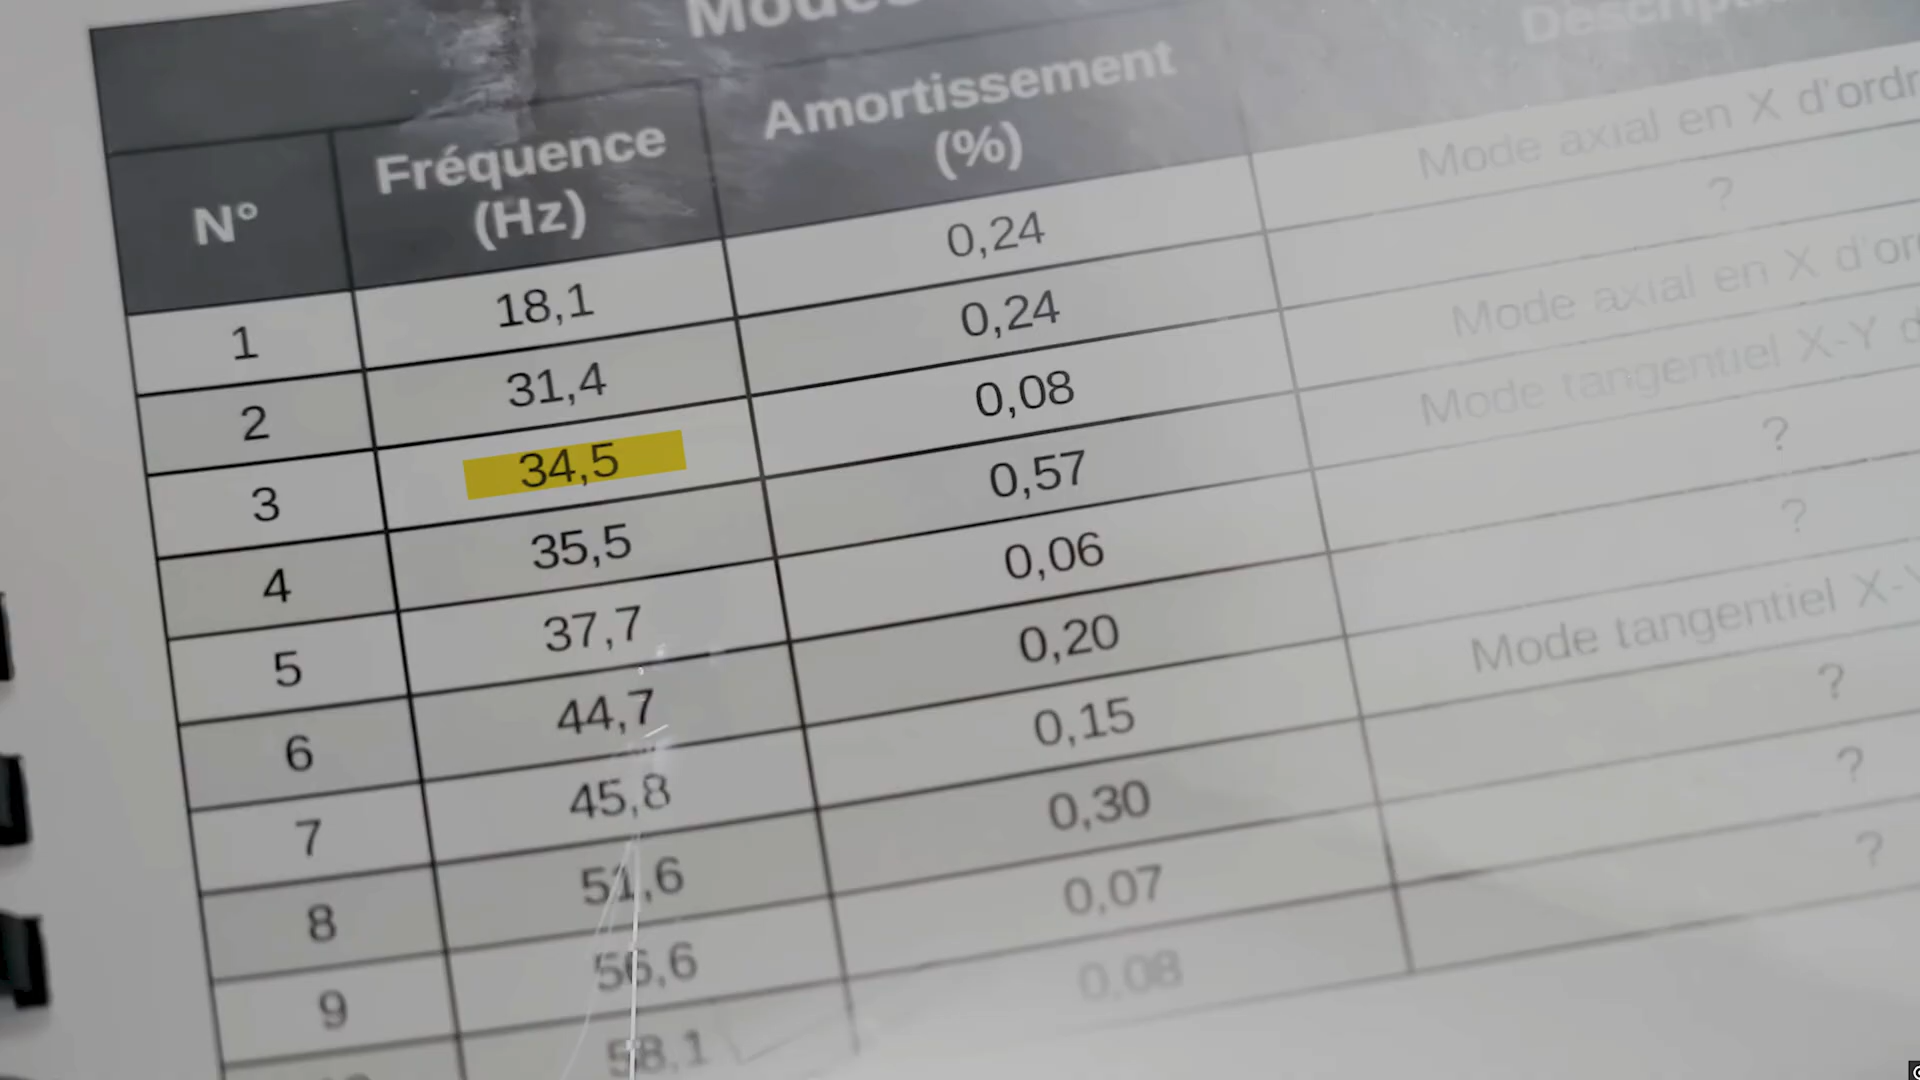 Modes
N° Fréquence (Hz) Amortissement (%) Descripti
1 18,1 0,24 Mode axial en X d'ordr
2 31,4 0,24 ?
3 34,5 0,08 Mode axial en X d'or
4 35,5 0,57 Mode tangentiel X-Y d
5 37,7 0,06 ?
6 44,7 0,20 ?
7 45,8 0,15 Mode tangentiel X-Y
8 51,6 0,30 ?
9 56,6 0,07 ?
58,1 0,08 ?